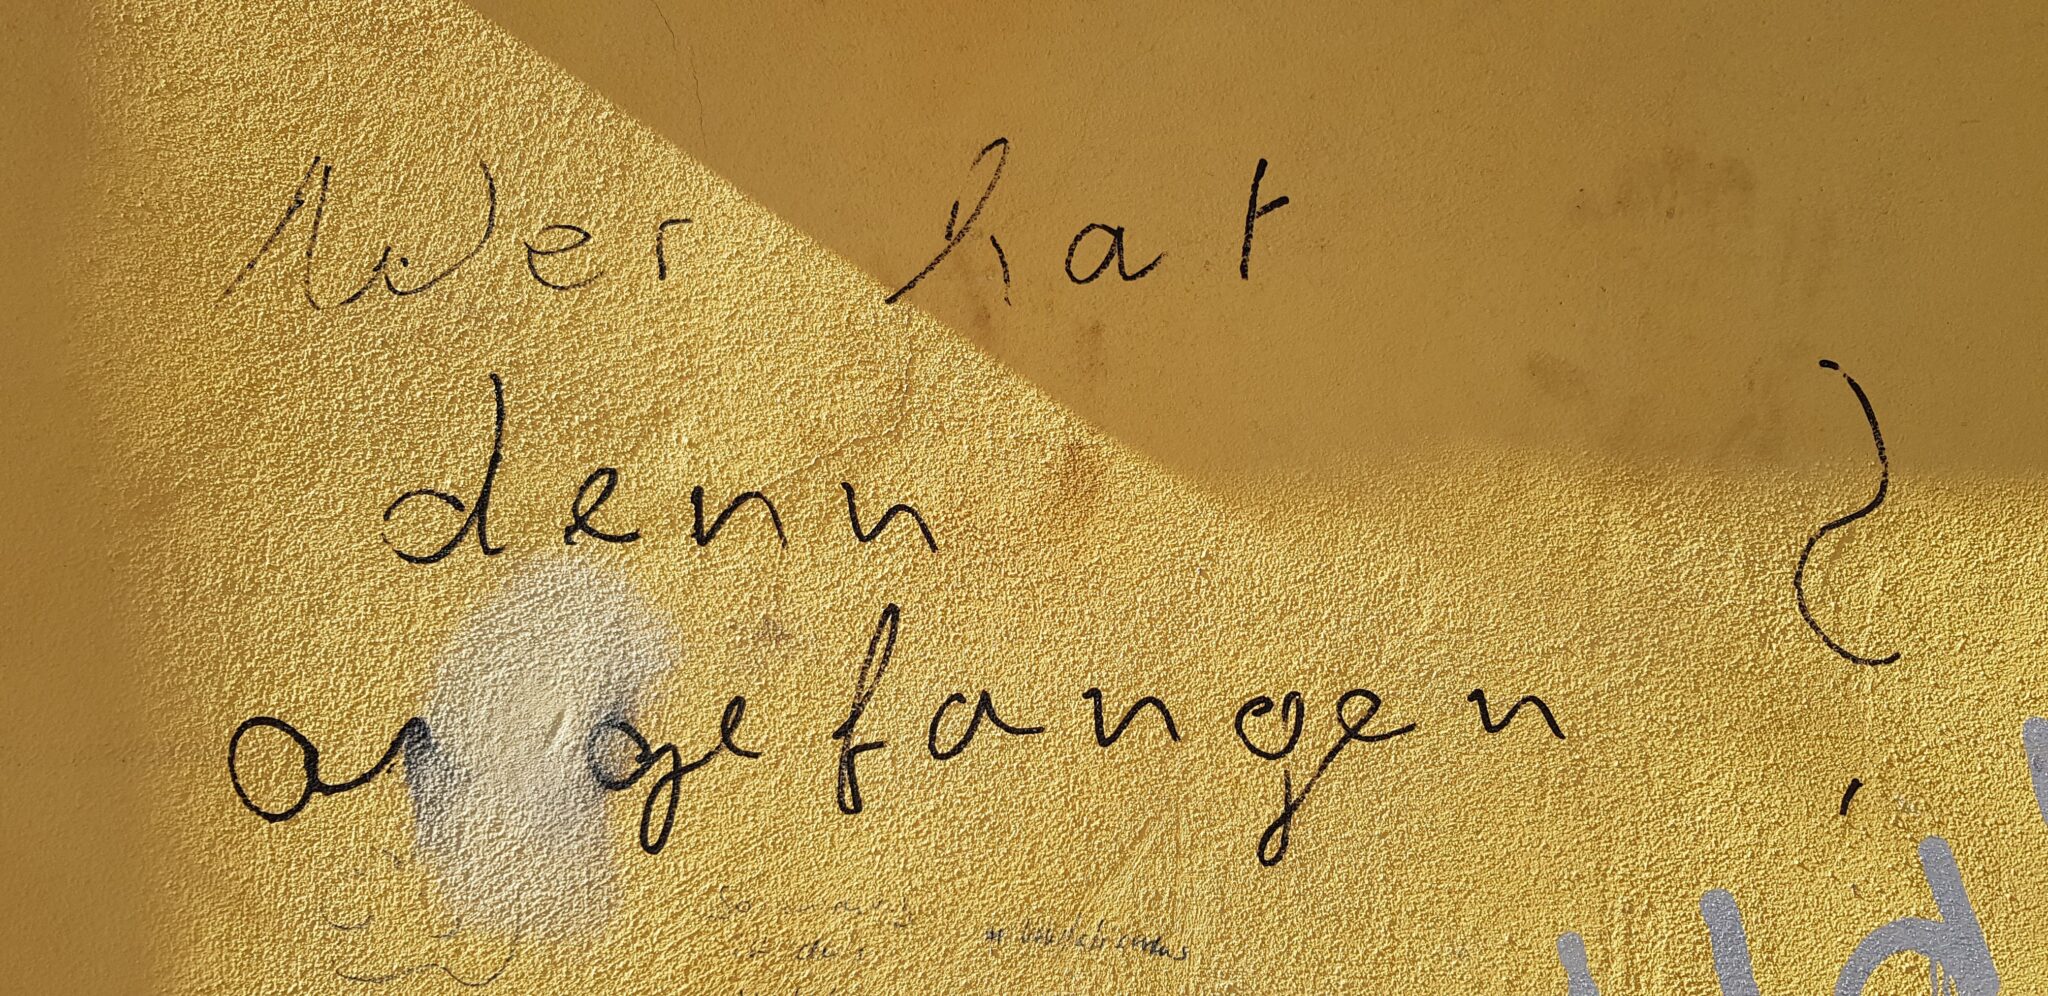 Wer hat
denn
angefangen?